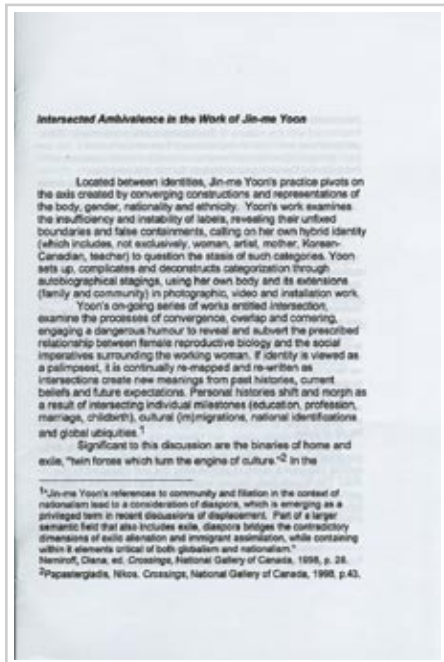 Intersected Ambivalence in the Work of Jin-me Yoon
Located between identities, Jin-me Yoon's practice pivots on
the axis created by converging constructions and representations of
the body, gender, nationality and ethnicity. Yoon's work examines
the insufficiency and instability of labels, revealing their unfixed
boundaries and false containments, calling on her own hybrid identity
(which includes, not exclusively, woman, artist, mother, Korean-
Canadian, teacher) to question the stasis of such categories. Yoon
sets up, complicates and deconstructs categorization through
autobiographical stagings, using her own body and its extensions
(family and community) in photographic, video and installation work.
Yoon's on-going series of works entitled Intersection,
examine the processes of convergence, overlap and cornering,
engaging a dangerous humour to reveal and subvert the prescribed
relationship between female reproductive biology and the social
imperatives surrounding the working woman. If identity is viewed as
a palimpsest, it is continually re-mapped and re-written as
intersections create new meanings from past histories, current
beliefs and future expectations. Personal histories shift and morph as
a result of intersecting individual milestones (education, profession,
marriage, childbirth), cultural (im)migrations, national identifications
and global ubiquities.1
Significant to this discussion are the binaries of home and
exile, "twin forces which turn the engine of culture."2 In the
1"Jin-me Yoon's references to community and filiation in the context of
nationalism lead to a consideration of diaspora, which is emerging as a
privileged term in recent discussions of displacement. Part of a larger
semantic field that also includes exile, diaspora bridges the contradictory
dimensions of exilic alienation and immigrant assimilation, while containing
within it elements critical of both globalism and nationalism."
Nemiroff, Diana, ed. Crossings, National Gallery of Canada, 1998, p. 28.
2Papastergiadis, Nikos. Crossings, National Gallery of Canada, 1998, p.43.